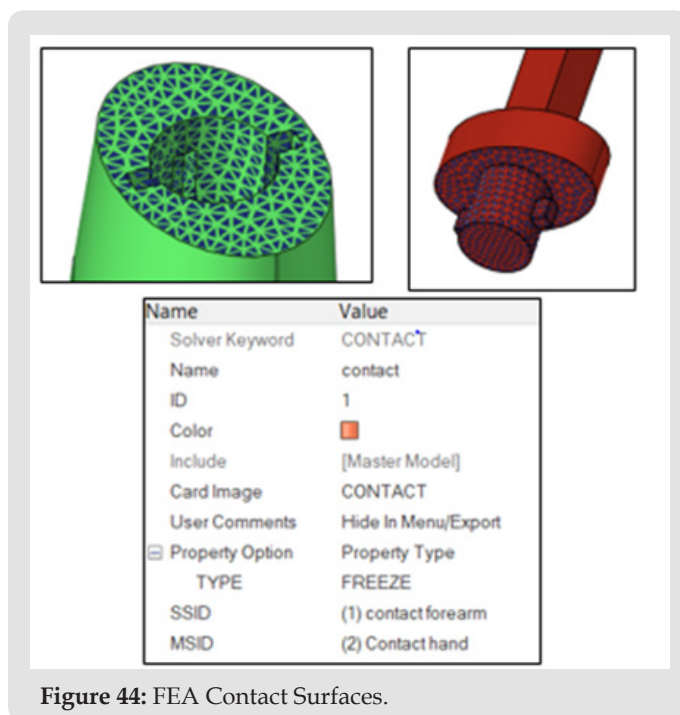 Name Value
Solver Keyword CONTACT
Name contact
ID 1
Color
Include [Master Model]
Card Image CONTACT
User Comments Hide In Menu/Export
Property Option Property Type
TYPE FREEZE
SSID (1) contact forearm
MSID (2) Contact hand
Figure 44: FEA Contact Surfaces.